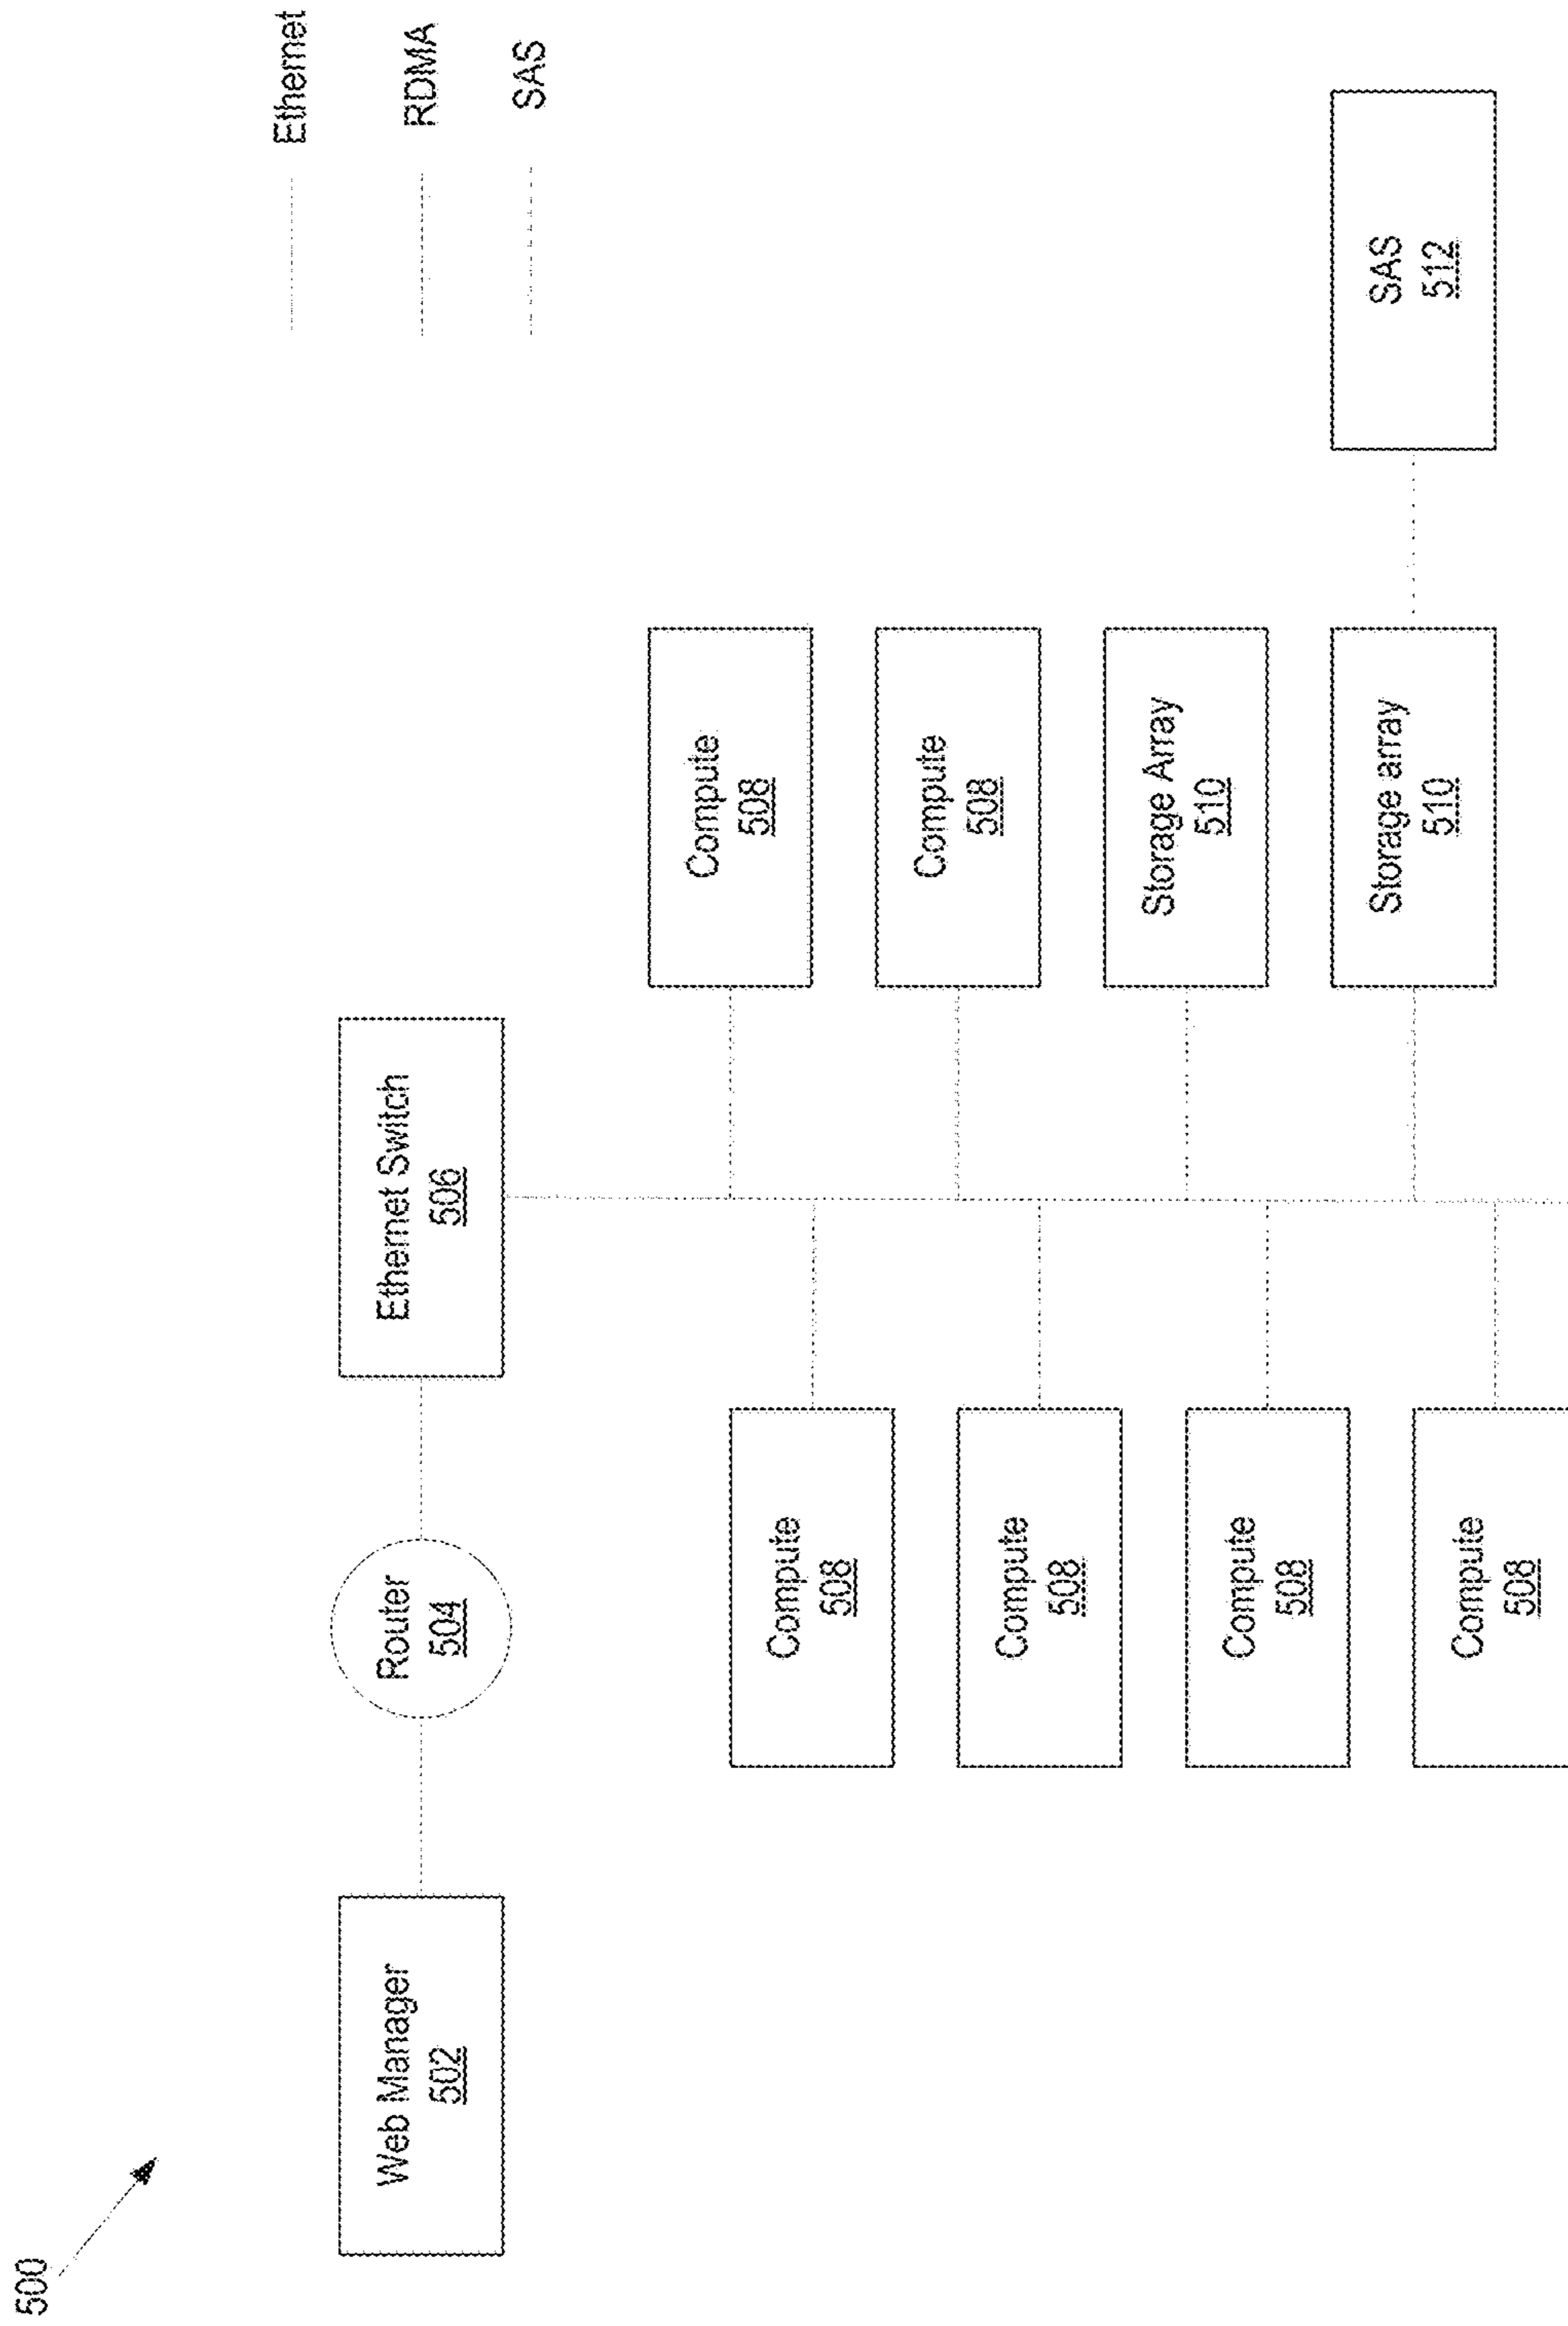 500
Ethernet
RDMA
SAS
Web Manager
502
Router
504
Ethernet Switch
506
Compute
508
Compute
508
Compute
508
Compute
508
Compute
508
Compute
508
Storage Array
510
Storage array
510
SAS
512